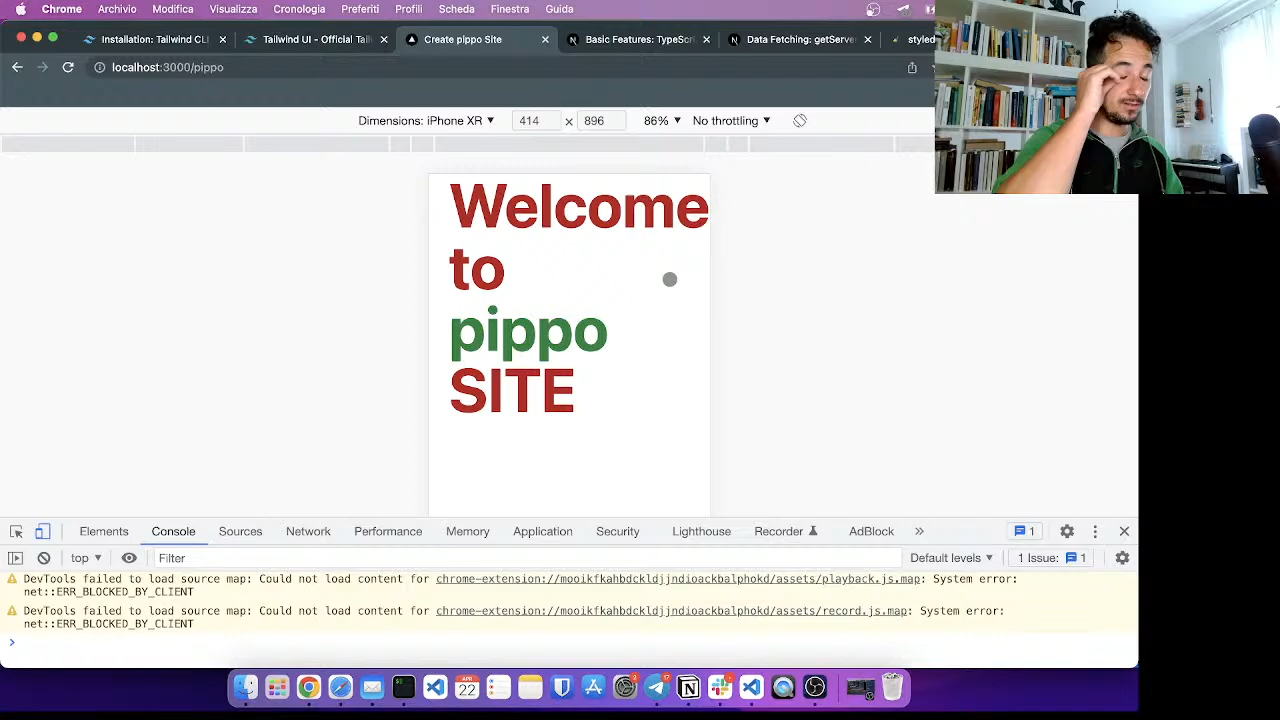 Chrome Archivio Modifica Visualizza Cronologia Preferiti Profili Scheda Finestra Guida
Installation: Tailwind CLI
Tailwind UI - Official Tail
Create pippo Site
Basic Features: TypeScri
Data Fetching: getServer
styled
localhost:3000/pippo
Dimensions: iPhone XR 414 × 896 86% No throttling
Welcome
to
pippo
SITE
Elements Console Sources Network Performance Memory Application Security Lighthouse Recorder AdBlock » 1
top Filter Default levels 1 Issue: 1
DevTools failed to load source map: Could not load content for chrome-extension://mooikfkahbdckldjjndioackbalphokd/assets/playback.js.map: System error:
net::ERR_BLOCKED_BY_CLIENT
DevTools failed to load source map: Could not load content for chrome-extension://mooikfkahbdckldjjndioackbalphokd/assets/record.js.map: System error:
net::ERR_BLOCKED_BY_CLIENT
APR
22